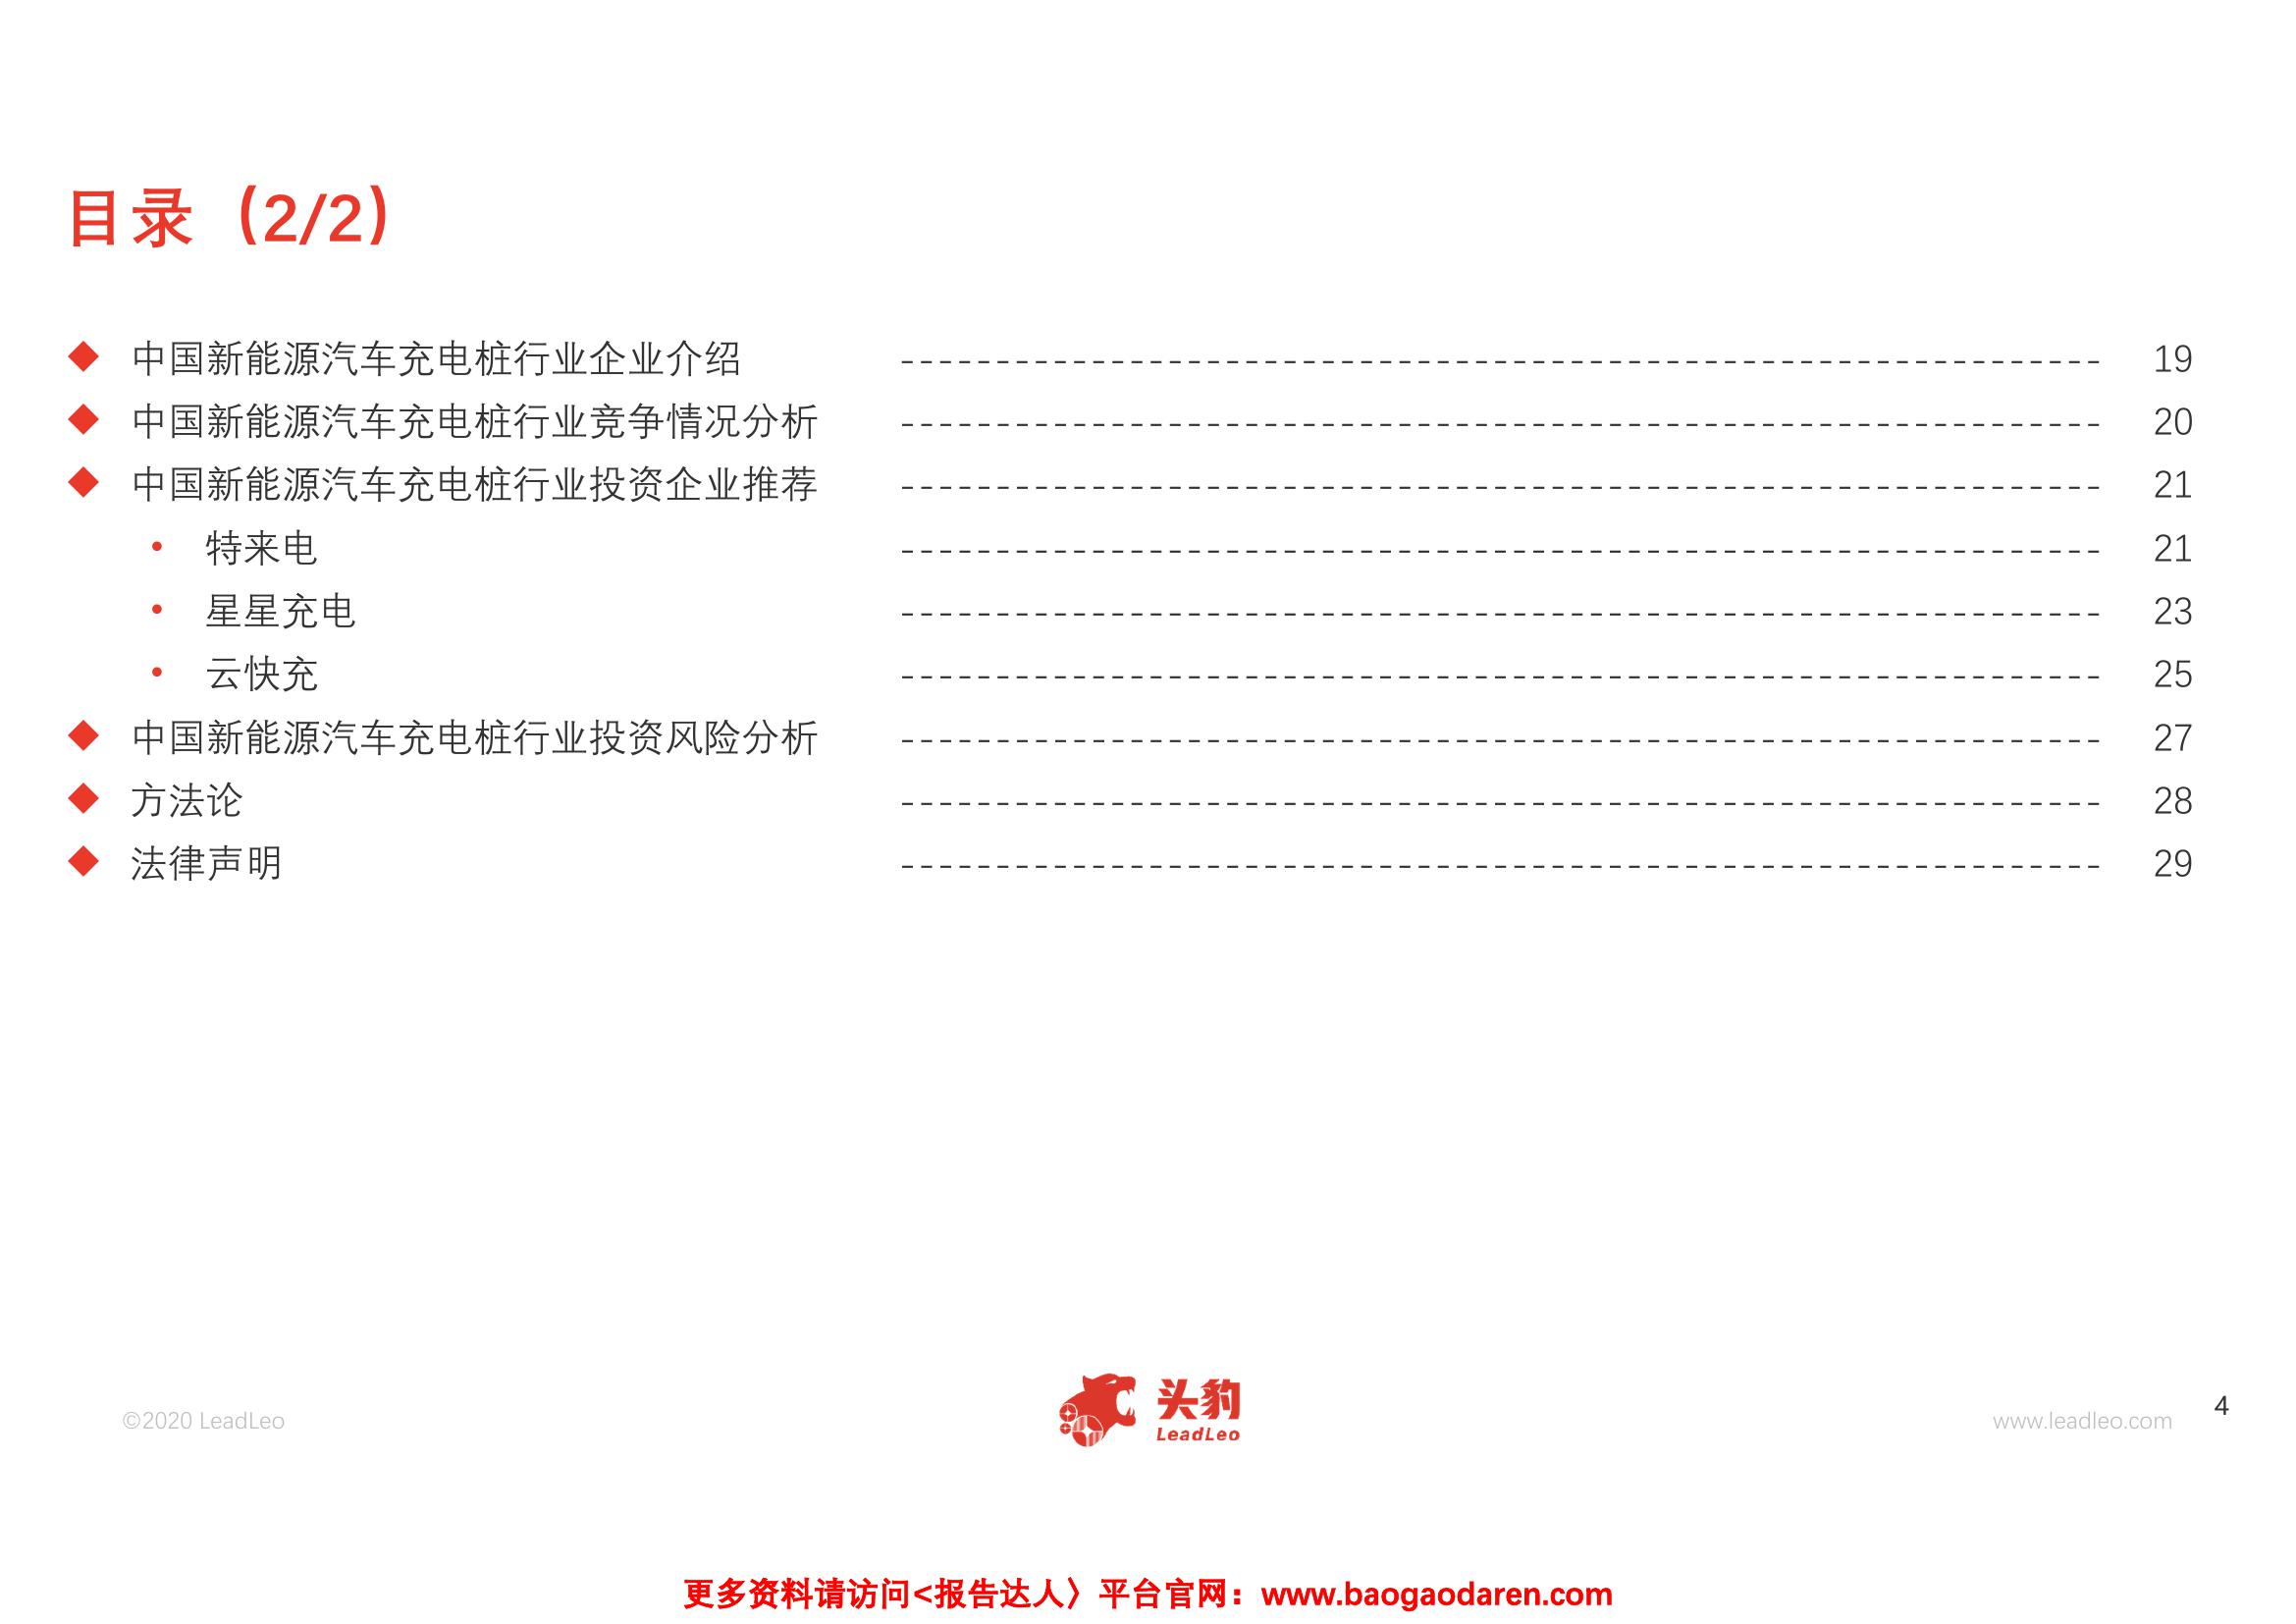 目录（2/2）
◆ 中国新能源汽车充电桩行业企业介绍 ---------------------------------------------------------------- 19
◆ 中国新能源汽车充电桩行业竞争情况分析 ---------------------------------------------------------------- 20
◆ 中国新能源汽车充电桩行业投资企业推荐 ---------------------------------------------------------------- 21
• 特来电 ---------------------------------------------------------------- 21
• 星星充电 ---------------------------------------------------------------- 23
• 云快充 ---------------------------------------------------------------- 25
◆ 中国新能源汽车充电桩行业投资风险分析 ---------------------------------------------------------------- 27
◆ 方法论 ---------------------------------------------------------------- 28
◆ 法律声明 ---------------------------------------------------------------- 29
©2020 LeadLeo
头豹
LeadLeo
www.leadleo.com
4
更多资料请访问<报告达人〉平台官网：www.baogaodaren.com